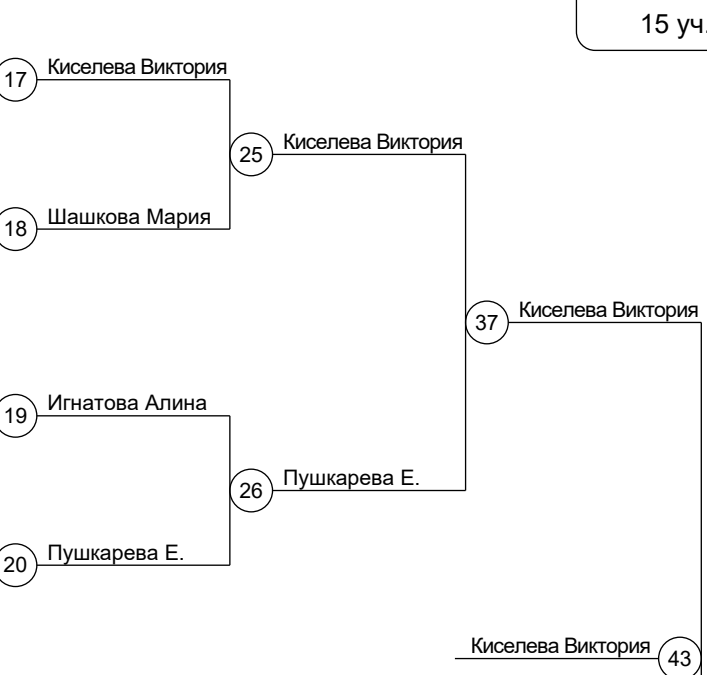 15 уч.
17 Киселева Виктория
25 Киселева Виктория
18 Шашкова Мария
37 Киселева Виктория
19 Игнатова Алина
26 Пушкарева Е.
20 Пушкарева Е.
Киселева Виктория 43